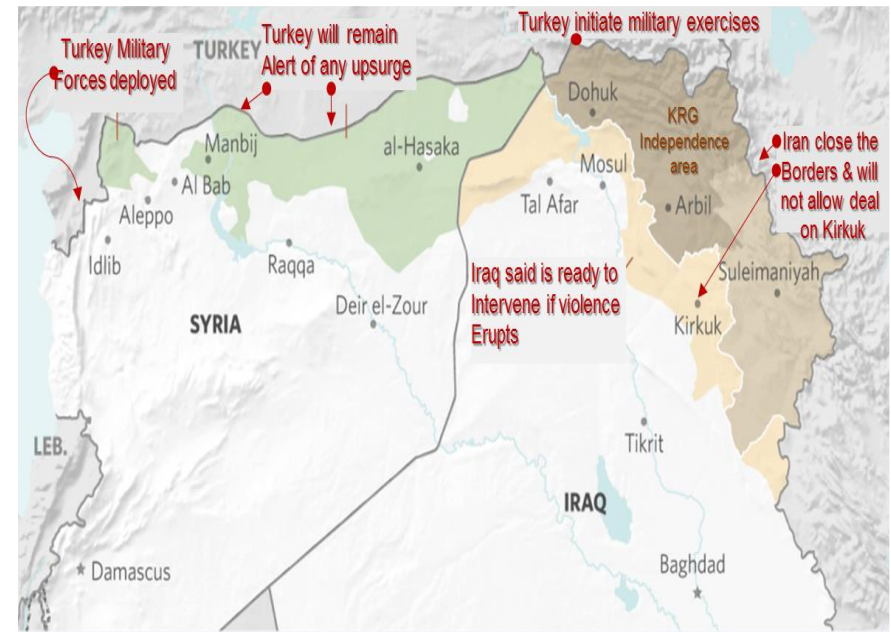 Turkey initiate military exercises
Turkey Military
Forces deployed
TURKEY
Turkey will remain
Alert of any upsurge
Dohuk
KRG
Independence
area
Manbij
al-Hasaka
Mosul
Iran close the
Borders & will
not allow deal
on Kirkuk
Al Bab
Aleppo
Tal Afar
Arbil
Idlib
Raqqa
Iraq said is ready to
Intervene if violence
Erupts
Suleimaniyah
Deir el-Zour
SYRIA
Kirkuk
LEB.
Tikrit
IRAQ
Baghdad
Damascus